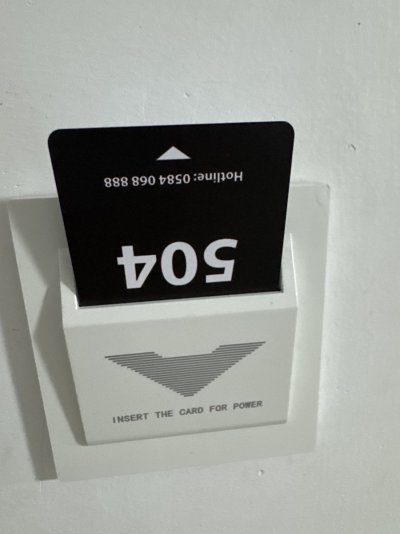 504
Hotline: 0584 068 888
INSERT THE CARD FOR POWER